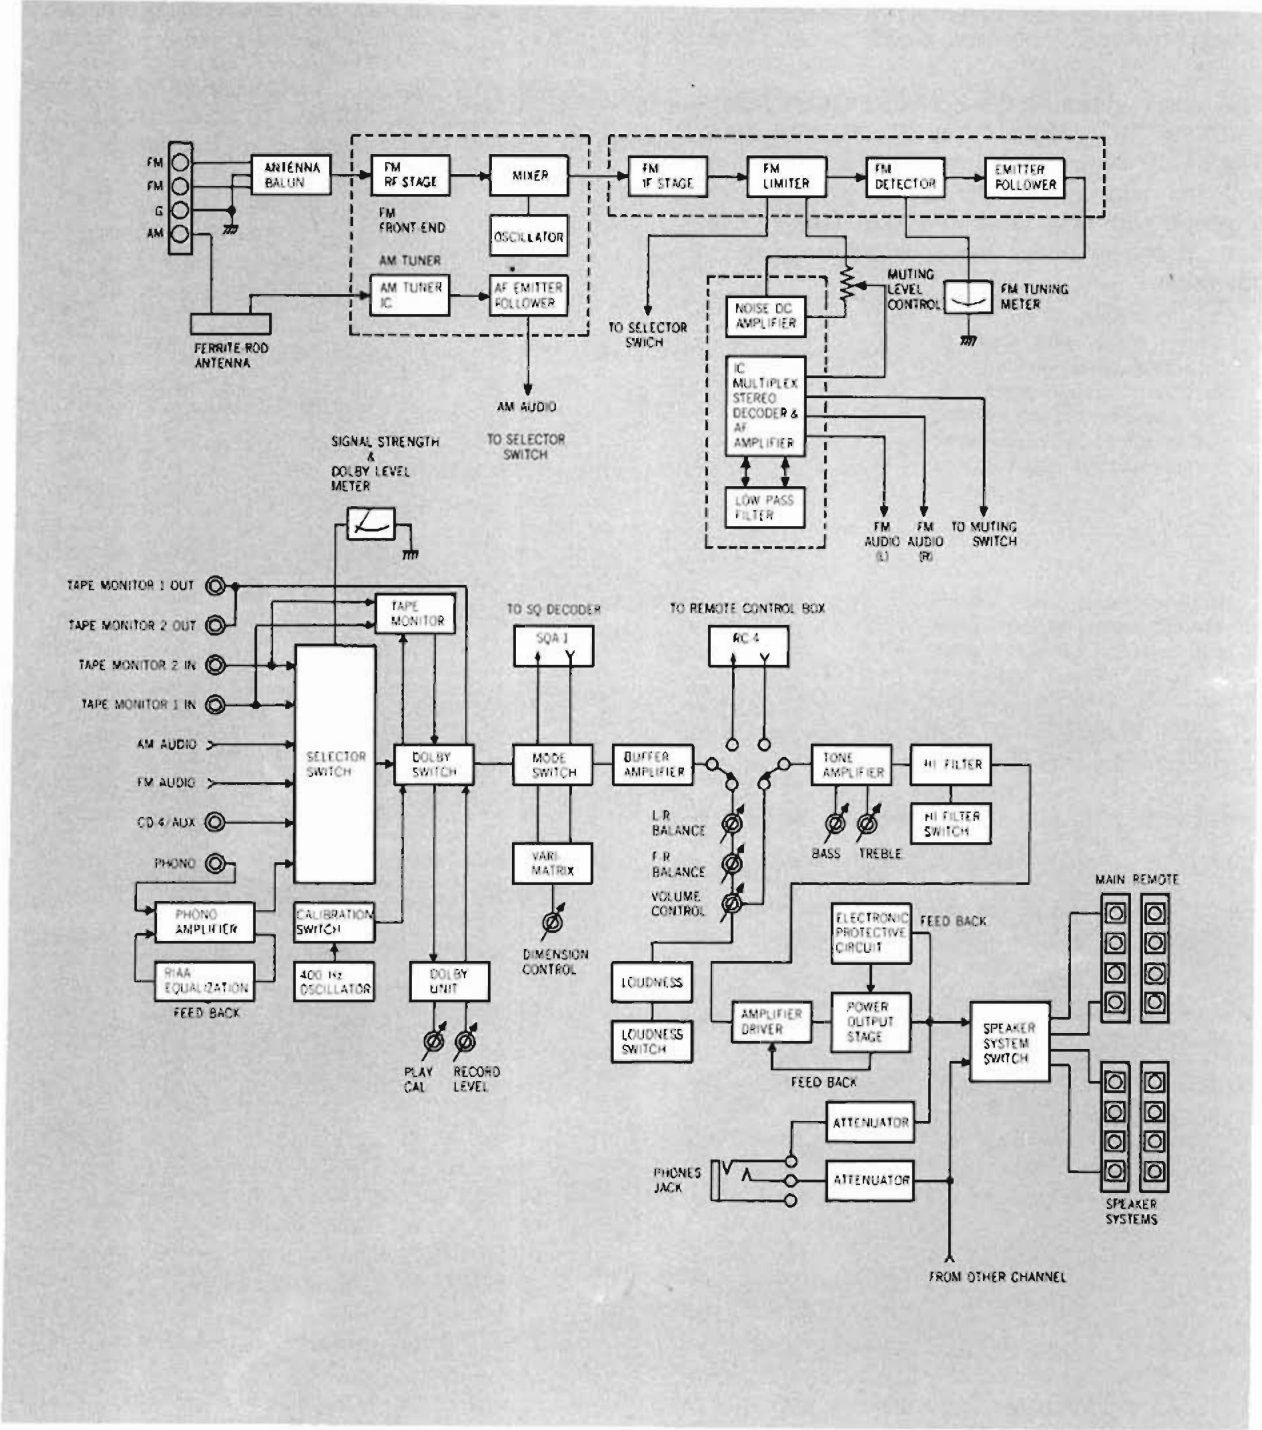 FM
FM
G
AM
ANTENNA
BALUN
FM
RF STAGE
MIXER
FM
FRONT-END
OSCILLATOR
AM TUNER
AM TUNER
IC
AF EMITTER
FOLLOWER
FERRITE-ROD
ANTENNA
AM AUDIO
TO SELECTOR
SWITCH
FM
IF STAGE
FM
LIMITER
FM
DETECTOR
EMITTER
FOLLOWER
TO SELECTOR
SWICH
NOISE DC
AMPLIFIER
MUTING
LEVEL
CONTROL
FM TUNING
METER
IC
MULTIPLEX
STEREO
DECODER &
AF
AMPLIFIER
LOW PASS
FILTER
FM
AUDIO
(L)
FM
AUDIO
(R)
TO MUTING
SWITCH
SIGNAL STRENGTH
&
DOLBY LEVEL
METER
TAPE MONITOR 1 OUT
TAPE MONITOR 2 OUT
TAPE MONITOR 2 IN
TAPE MONITOR 1 IN
AM AUDIO
FM AUDIO
CD-4/AUX
PHONO
TAPE
MONITOR
SELECTOR
SWITCH
DOLBY
SWITCH
TO SQ DECODER
SQA 1
MODE
SWITCH
VARI-
MATRIX
DIMENSION
CONTROL
BUFFER
AMPLIFIER
TO REMOTE CONTROL BOX
RC-4
L-R
BALANCE
F-R
BALANCE
VOLUME
CONTROL
TONE
AMPLIFIER
BASS
TREBLE
HI FILTER
HI FILTER
SWITCH
PHONO
AMPLIFIER
RIAA
EQUALIZATION
FEED BACK
CALIBRATION
SWITCH
400 Hz
OSCILLATOR
DOLBY
UNIT
PLAY
CAL
RECORD
LEVEL
LOUDNESS
LOUDNESS
SWITCH
ELECTRONIC
PROTECTIVE
CIRCUIT
FEED BACK
AMPLIFIER
DRIVER
POWER
OUTPUT
STAGE
FEED BACK
SPEAKER
SYSTEM
SWITCH
MAIN REMOTE
ATTENUATOR
PHONES
JACK
ATTENUATOR
SPEAKER
SYSTEMS
FROM OTHER CHANNEL